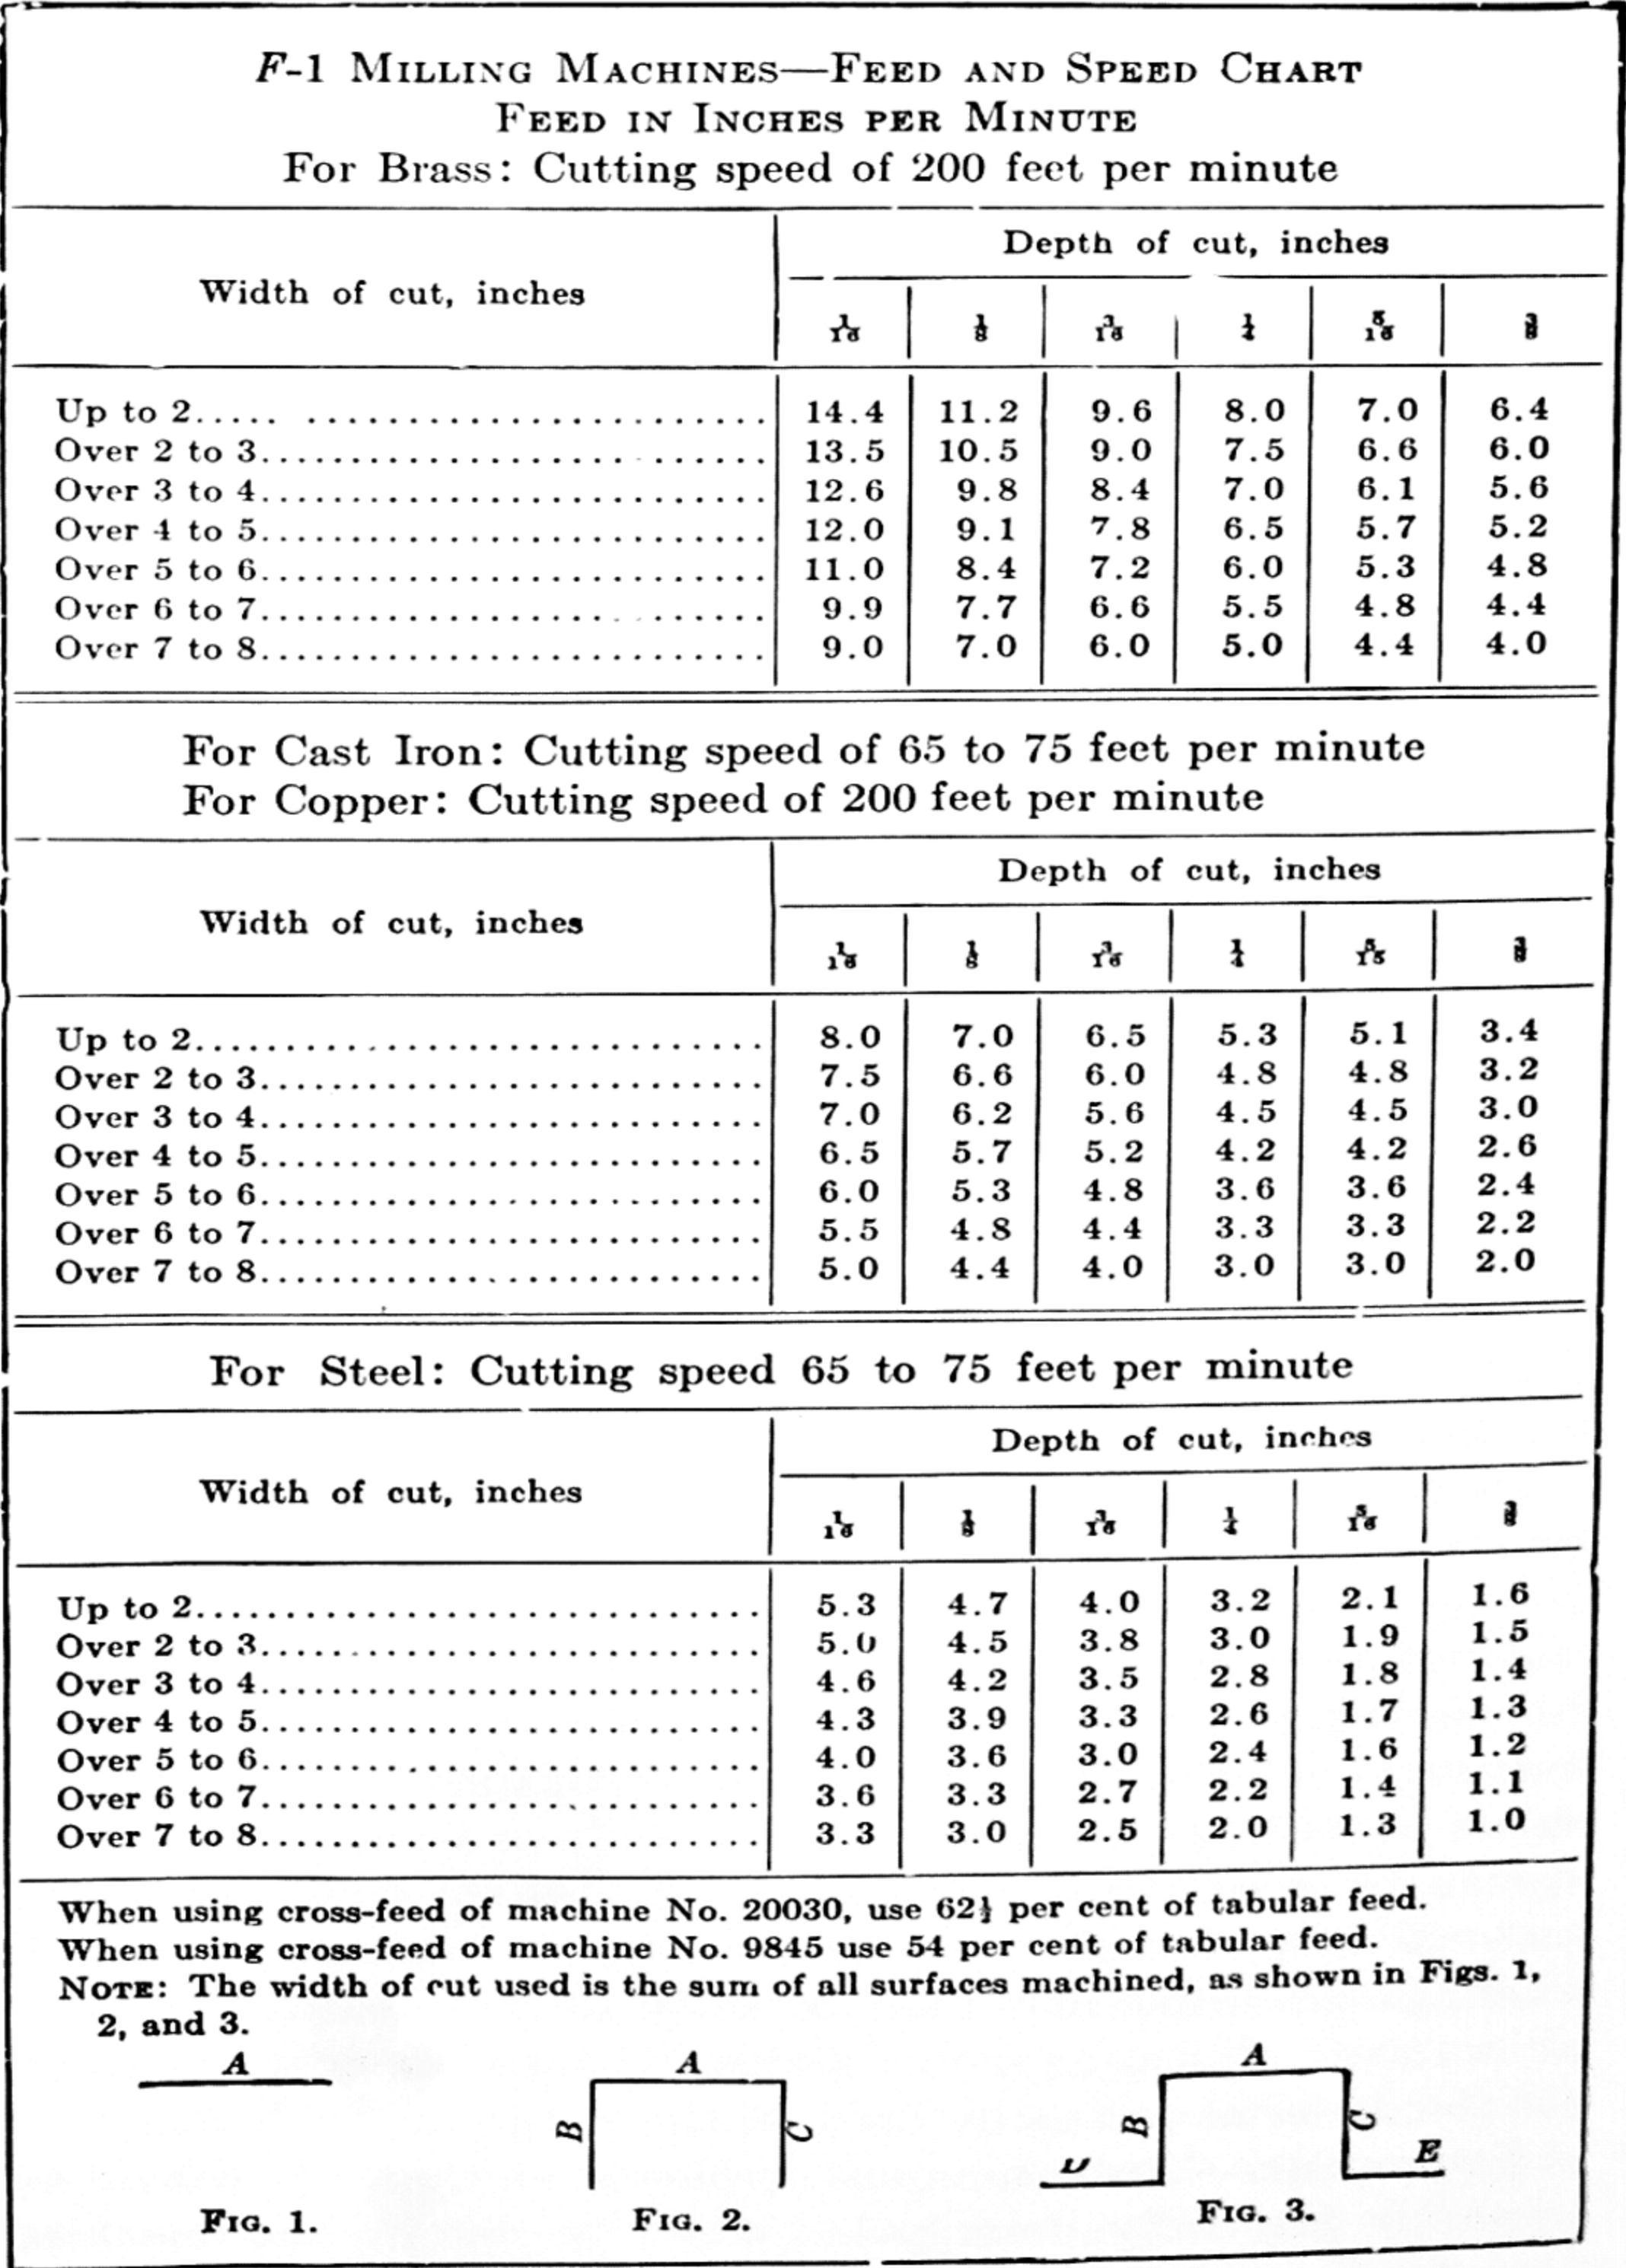 F-1 MILLING MACHINES—FEED AND SPEED CHART
FEED IN INCHES PER MINUTE
For Brass: Cutting speed of 200 feet per minute
Width of cut, inches
Depth of cut, inches
1/16 1/8 3/16 1/4 5/16 3/8
Up to 2..... .......................... 14.4 11.2 9.6 8.0 7.0 6.4
Over 2 to 3............................ 13.5 10.5 9.0 7.5 6.6 6.0
Over 3 to 4............................ 12.6 9.8 8.4 7.0 6.1 5.6
Over 4 to 5............................ 12.0 9.1 7.8 6.5 5.7 5.2
Over 5 to 6............................ 11.0 8.4 7.2 6.0 5.3 4.8
Over 6 to 7............................ 9.9 7.7 6.6 5.5 4.8 4.4
Over 7 to 8............................ 9.0 7.0 6.0 5.0 4.4 4.0
For Cast Iron: Cutting speed of 65 to 75 feet per minute
For Copper: Cutting speed of 200 feet per minute
Width of cut, inches
Depth of cut, inches
1/16 1/8 3/16 1/4 5/16 3/8
Up to 2................................ 8.0 7.0 6.5 5.3 5.1 3.4
Over 2 to 3............................ 7.5 6.6 6.0 4.8 4.8 3.2
Over 3 to 4............................ 7.0 6.2 5.6 4.5 4.5 3.0
Over 4 to 5............................ 6.5 5.7 5.2 4.2 4.2 2.6
Over 5 to 6............................ 6.0 5.3 4.8 3.6 3.6 2.4
Over 6 to 7............................ 5.5 4.8 4.4 3.3 3.3 2.2
Over 7 to 8............................ 5.0 4.4 4.0 3.0 3.0 2.0
For Steel: Cutting speed 65 to 75 feet per minute
Width of cut, inches
Depth of cut, inches
1/16 1/8 3/16 1/4 5/16 3/8
Up to 2................................ 5.3 4.7 4.0 3.2 2.1 1.6
Over 2 to 3............................ 5.0 4.5 3.8 3.0 1.9 1.5
Over 3 to 4............................ 4.6 4.2 3.5 2.8 1.8 1.4
Over 4 to 5............................ 4.3 3.9 3.3 2.6 1.7 1.3
Over 5 to 6............................ 4.0 3.6 3.0 2.4 1.6 1.2
Over 6 to 7............................ 3.6 3.3 2.7 2.2 1.4 1.1
Over 7 to 8............................ 3.3 3.0 2.5 2.0 1.3 1.0
When using cross-feed of machine No. 20030, use 62½ per cent of tabular feed.
When using cross-feed of machine No. 9845 use 54 per cent of tabular feed.
NOTE: The width of cut used is the sum of all surfaces machined, as shown in Figs. 1,
2, and 3.
A
A
B
C
A
B
C
D
E
FIG. 1.
FIG. 2.
FIG. 3.